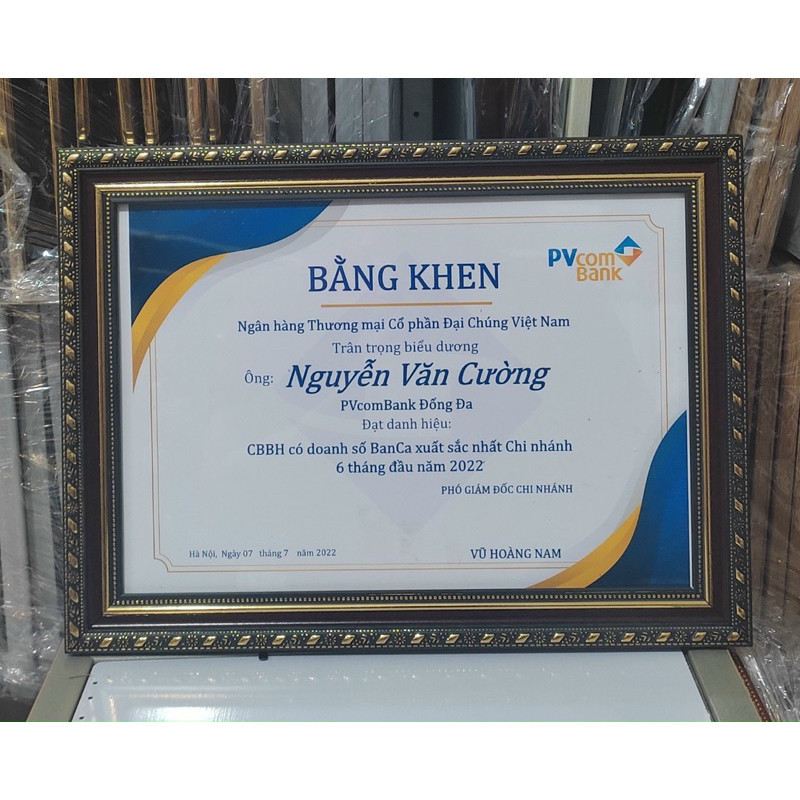 PVcom
Bank
BẰNG KHEN
Ngân hàng Thương mại Cổ phần Đại Chúng Việt Nam
Trân trọng biểu dương
Ông: Nguyễn Văn Cường
PVcomBank Đống Đa
Đạt danh hiệu:
CBBH có doanh số BanCa xuất sắc nhất Chi nhánh
6 tháng đầu năm 2022
PHÓ GIÁM ĐỐC CHI NHÁNH
Hà Nội, Ngày 07 tháng 7 năm 2022
VŨ HOÀNG NAM